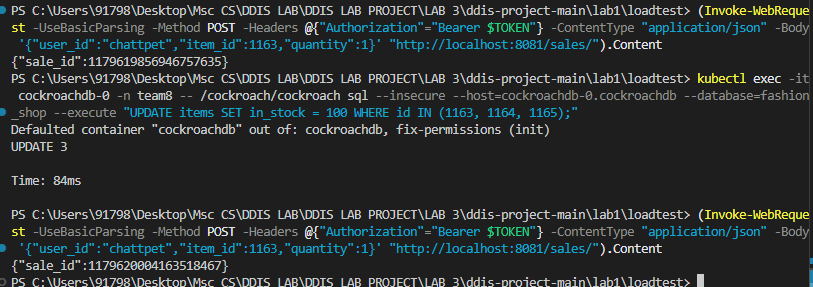 PS C:\Users\91798\Desktop\Msc CS\DDIS LAB\DDIS LAB PROJECT\LAB 3\ddis-project-main\lab1\loadtest> (Invoke-WebReque
st -UseBasicParsing -Method POST -Headers @{"Authorization"="Bearer $TOKEN"} -ContentType "application/json" -Body
'{"user_id":"chattpet","item_id":1163,"quantity":1}' "http://localhost:8081/sales/").Content
{"sale_id":1179619856946757635}
PS C:\Users\91798\Desktop\Msc CS\DDIS LAB\DDIS LAB PROJECT\LAB 3\ddis-project-main\lab1\loadtest> kubectl exec -it
cockroachdb-0 -n team8 -- /cockroach/cockroach sql --insecure --host=cockroachdb-0.cockroachdb --database=fashion
_shop --execute "UPDATE items SET in_stock = 100 WHERE id IN (1163, 1164, 1165);"
Defaulted container "cockroachdb" out of: cockroachdb, fix-permissions (init)
UPDATE 3
Time: 84ms
PS C:\Users\91798\Desktop\Msc CS\DDIS LAB\DDIS LAB PROJECT\LAB 3\ddis-project-main\lab1\loadtest> (Invoke-WebReque
st -UseBasicParsing -Method POST -Headers @{"Authorization"="Bearer $TOKEN"} -ContentType "application/json" -Body
'{"user_id":"chattpet","item_id":1163,"quantity":1}' "http://localhost:8081/sales/").Content
{"sale_id":1179620004163518467}
PS C:\Users\91798\Desktop\Msc CS\DDIS LAB\DDIS LAB PROJECT\LAB 3\ddis-project-main\lab1\loadtest>